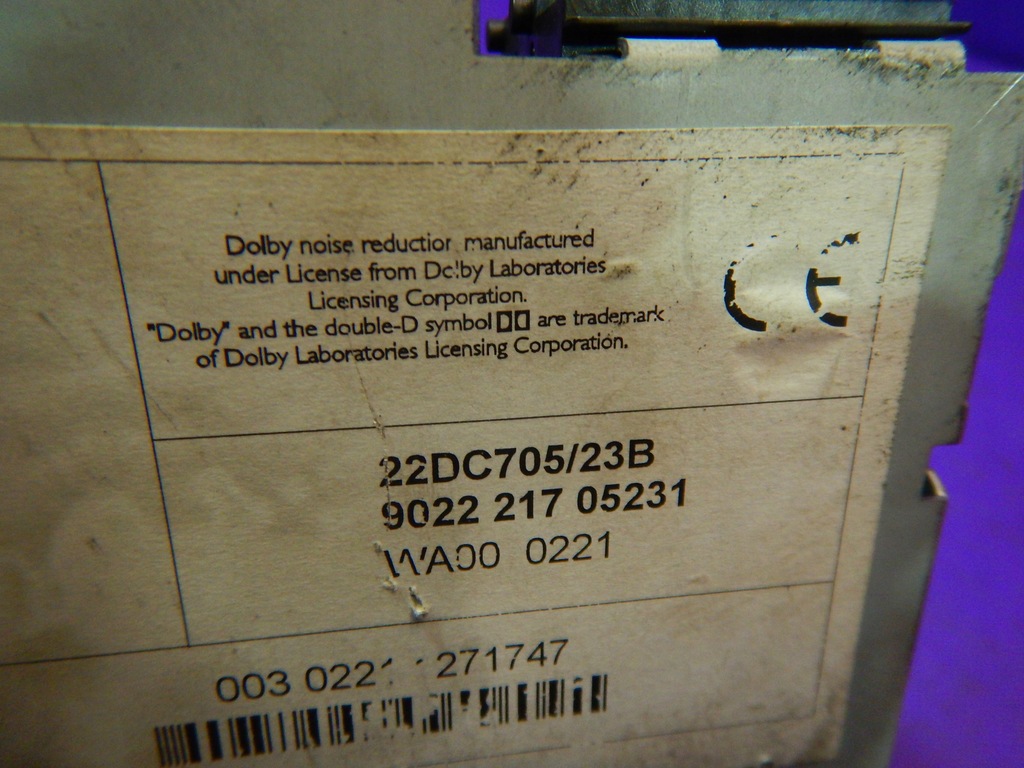 Dolby noise reduction manufactured
under License from Dolby Laboratories
Licensing Corporation.
"Dolby" and the double-D symbol are trademark
of Dolby Laboratories Licensing Corporation.
CE
22DC705/23B
9022 217 05231
WA00 0221
003 271747